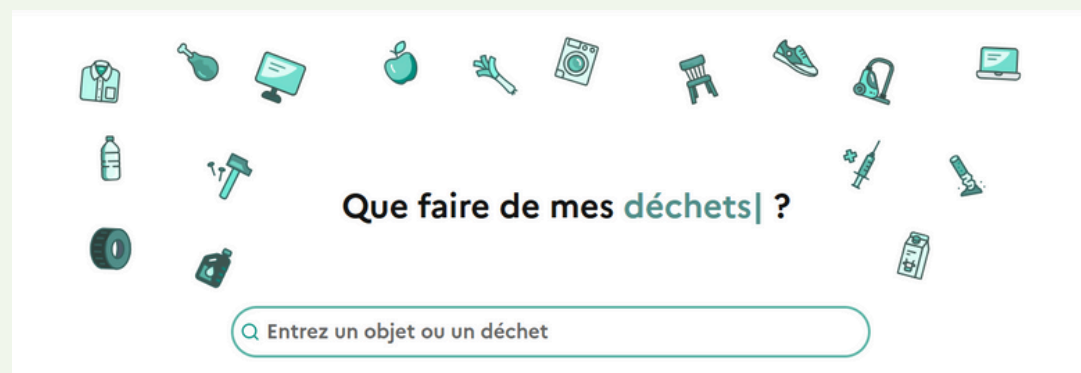 Que faire de mes déchets| ?
Entrez un objet ou un déchet